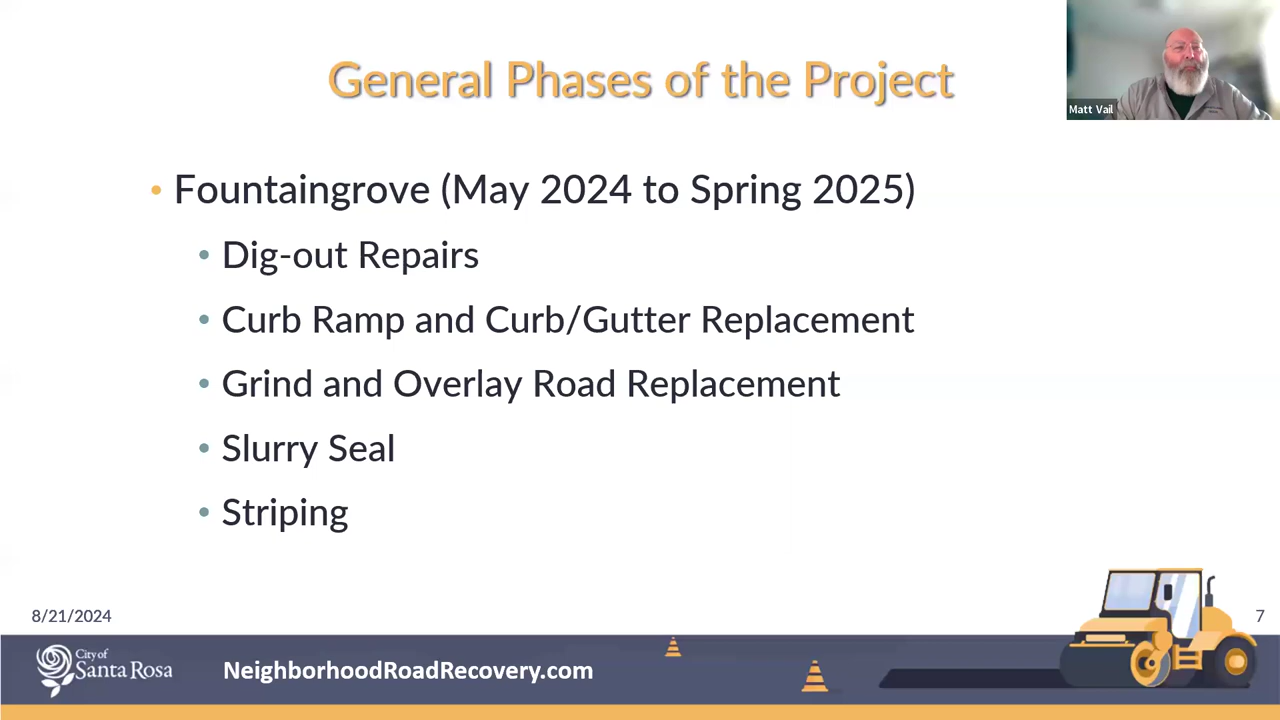 General Phases of the Project
Matt Vail
• Fountaingrove (May 2024 to Spring 2025)
• Dig-out Repairs
• Curb Ramp and Curb/Gutter Replacement
• Grind and Overlay Road Replacement
• Slurry Seal
• Striping
8/21/2024
7
City of
Santa Rosa
NeighborhoodRoadRecovery.com